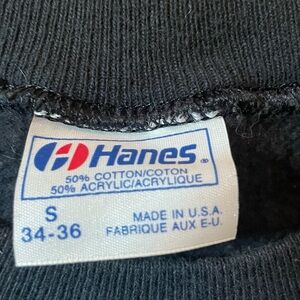 Hanes®
50% COTTON/COTON
50% ACRYLIC/ACRYLIQUE
S
34-36
MADE IN U.S.A.
FABRIQUE AUX E-U.